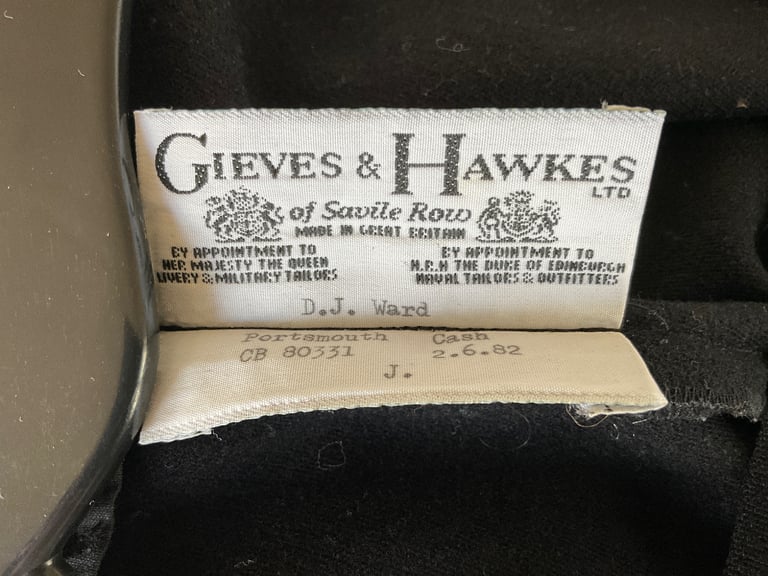 GIEVES & HAWKES
LTD
of Savile Row
MADE IN GREAT BRITAIN
BY APPOINTMENT TO
HER MAJESTY THE QUEEN
LIVERY & MILITARY TAILORS
BY APPOINTMENT TO
H.R.H THE DUKE OF EDINBURGH
NAVAL TAILORS & OUTFITTERS
D.J. Ward
Portsmouth Cash
CB 80331 2.6.82
J.